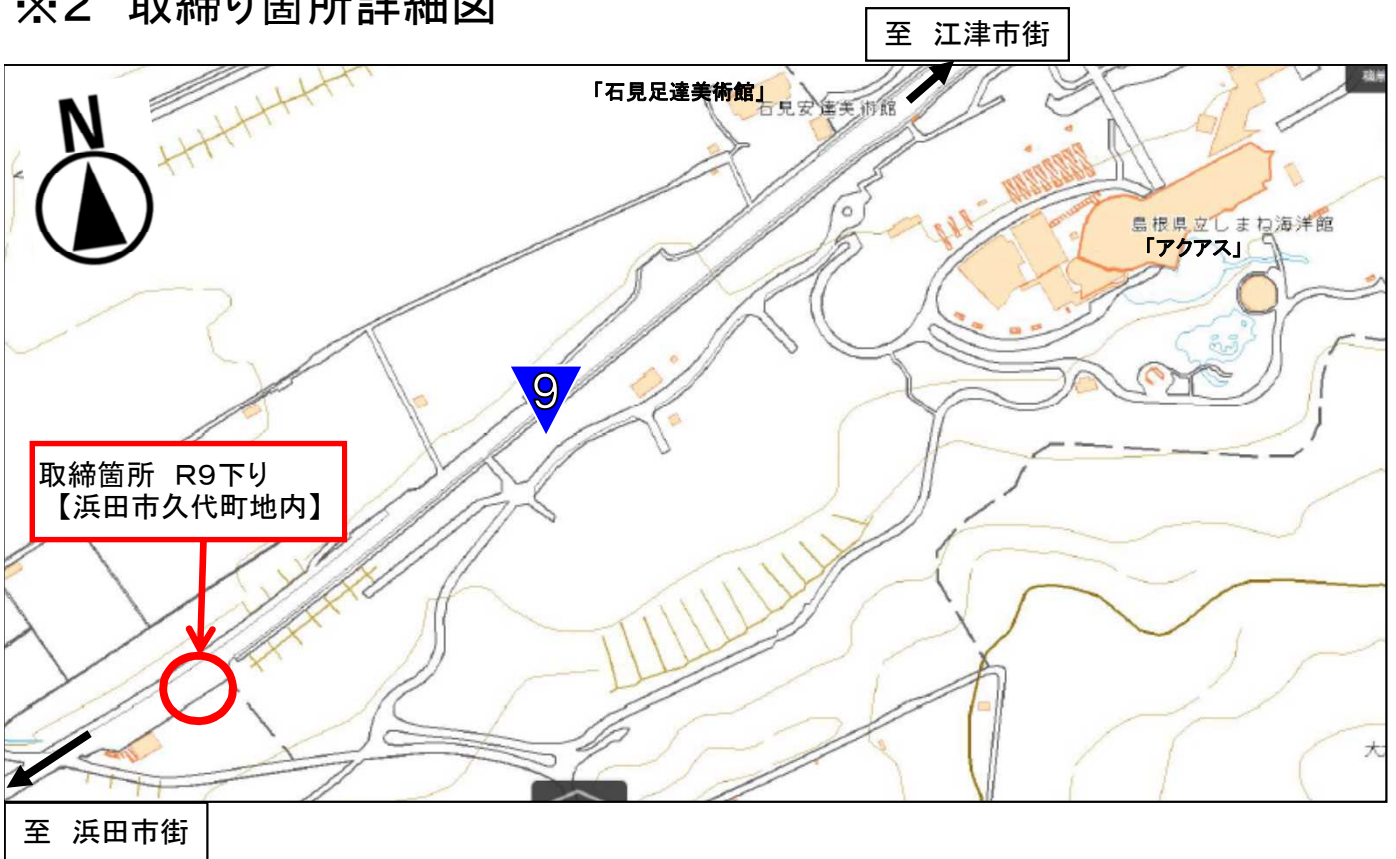 ※2 取締り箇所詳細図
至 江津市街
N
「石見足達美術館」
石見安達美術館
島根県立しまね海洋館
「アクアス」
9
取締箇所 R9下り
【浜田市久代町地内】
至 浜田市街